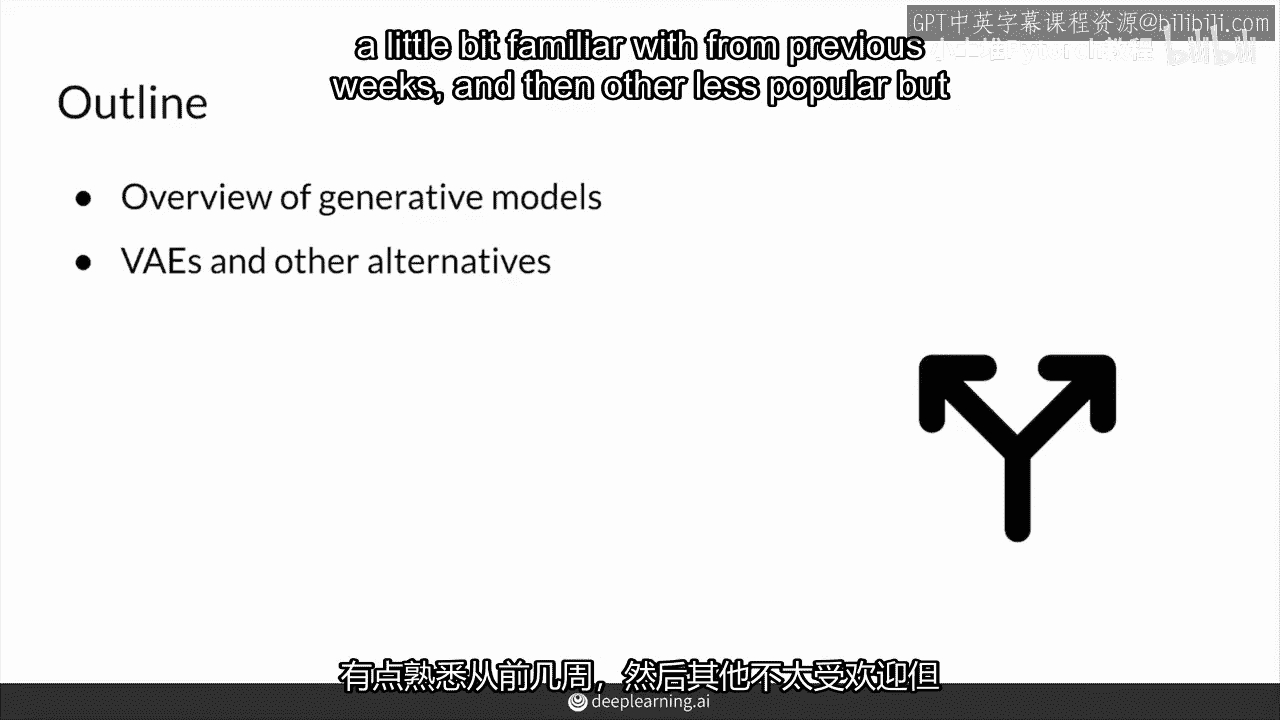 GPT中英字幕课程资源@bilibili.com
a little bit familiar with from previous
weeks, and then other less popular but
Outline
● Overview of generative models
● VAEs and other alternatives
有点熟悉从前几周，然后其他不太受欢迎但
deeplearning.ai